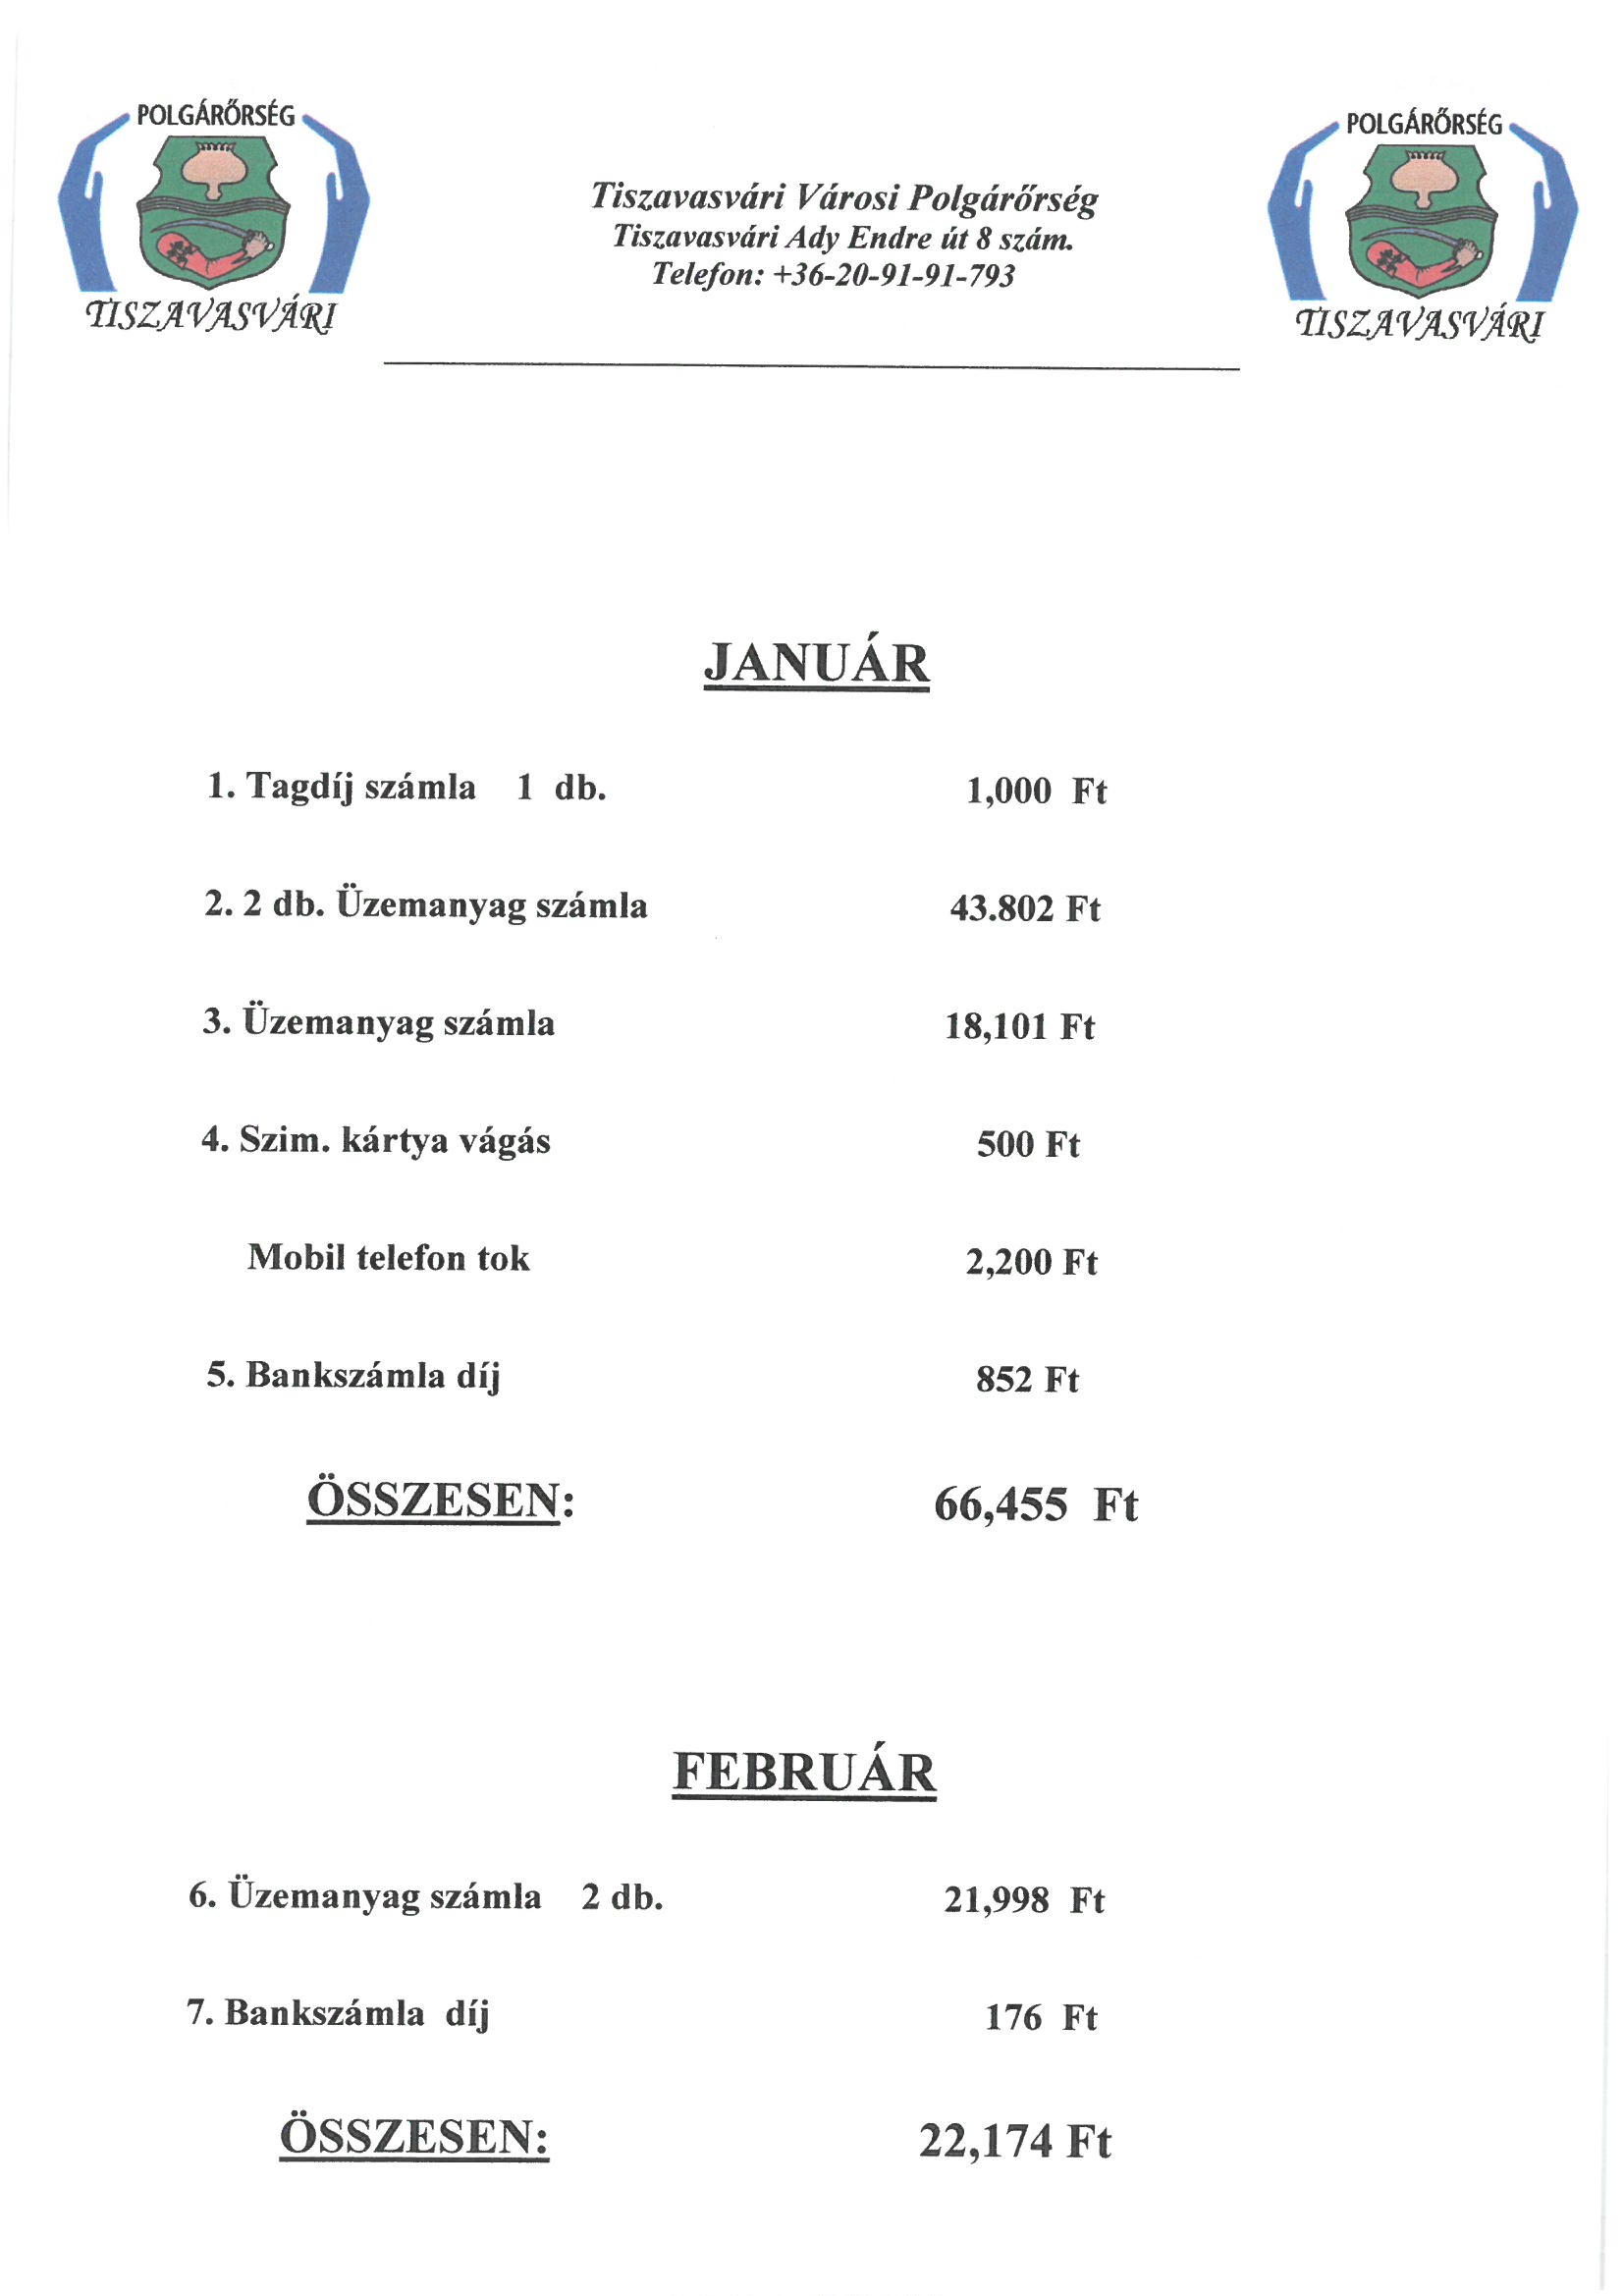 POLGÁRŐRSÉG
TISZAVASVÁRI
Tiszavasvári Városi Polgárőrség
Tiszavasvári Ady Endre út 8 szám.
Telefon: +36-20-91-91-793
POLGÁRŐRSÉG
TISZAVASVÁRI
JANUÁR
1. Tagdíj számla 1 db. 1,000 Ft
2. 2 db. Üzemanyag számla 43.802 Ft
3. Üzemanyag számla 18,101 Ft
4. Szim. kártya vágás 500 Ft
Mobil telefon tok 2,200 Ft
5. Bankszámla díj 852 Ft
ÖSSZESEN: 66,455 Ft
FEBRUÁR
6. Üzemanyag számla 2 db. 21,998 Ft
7. Bankszámla díj 176 Ft
ÖSSZESEN: 22,174 Ft